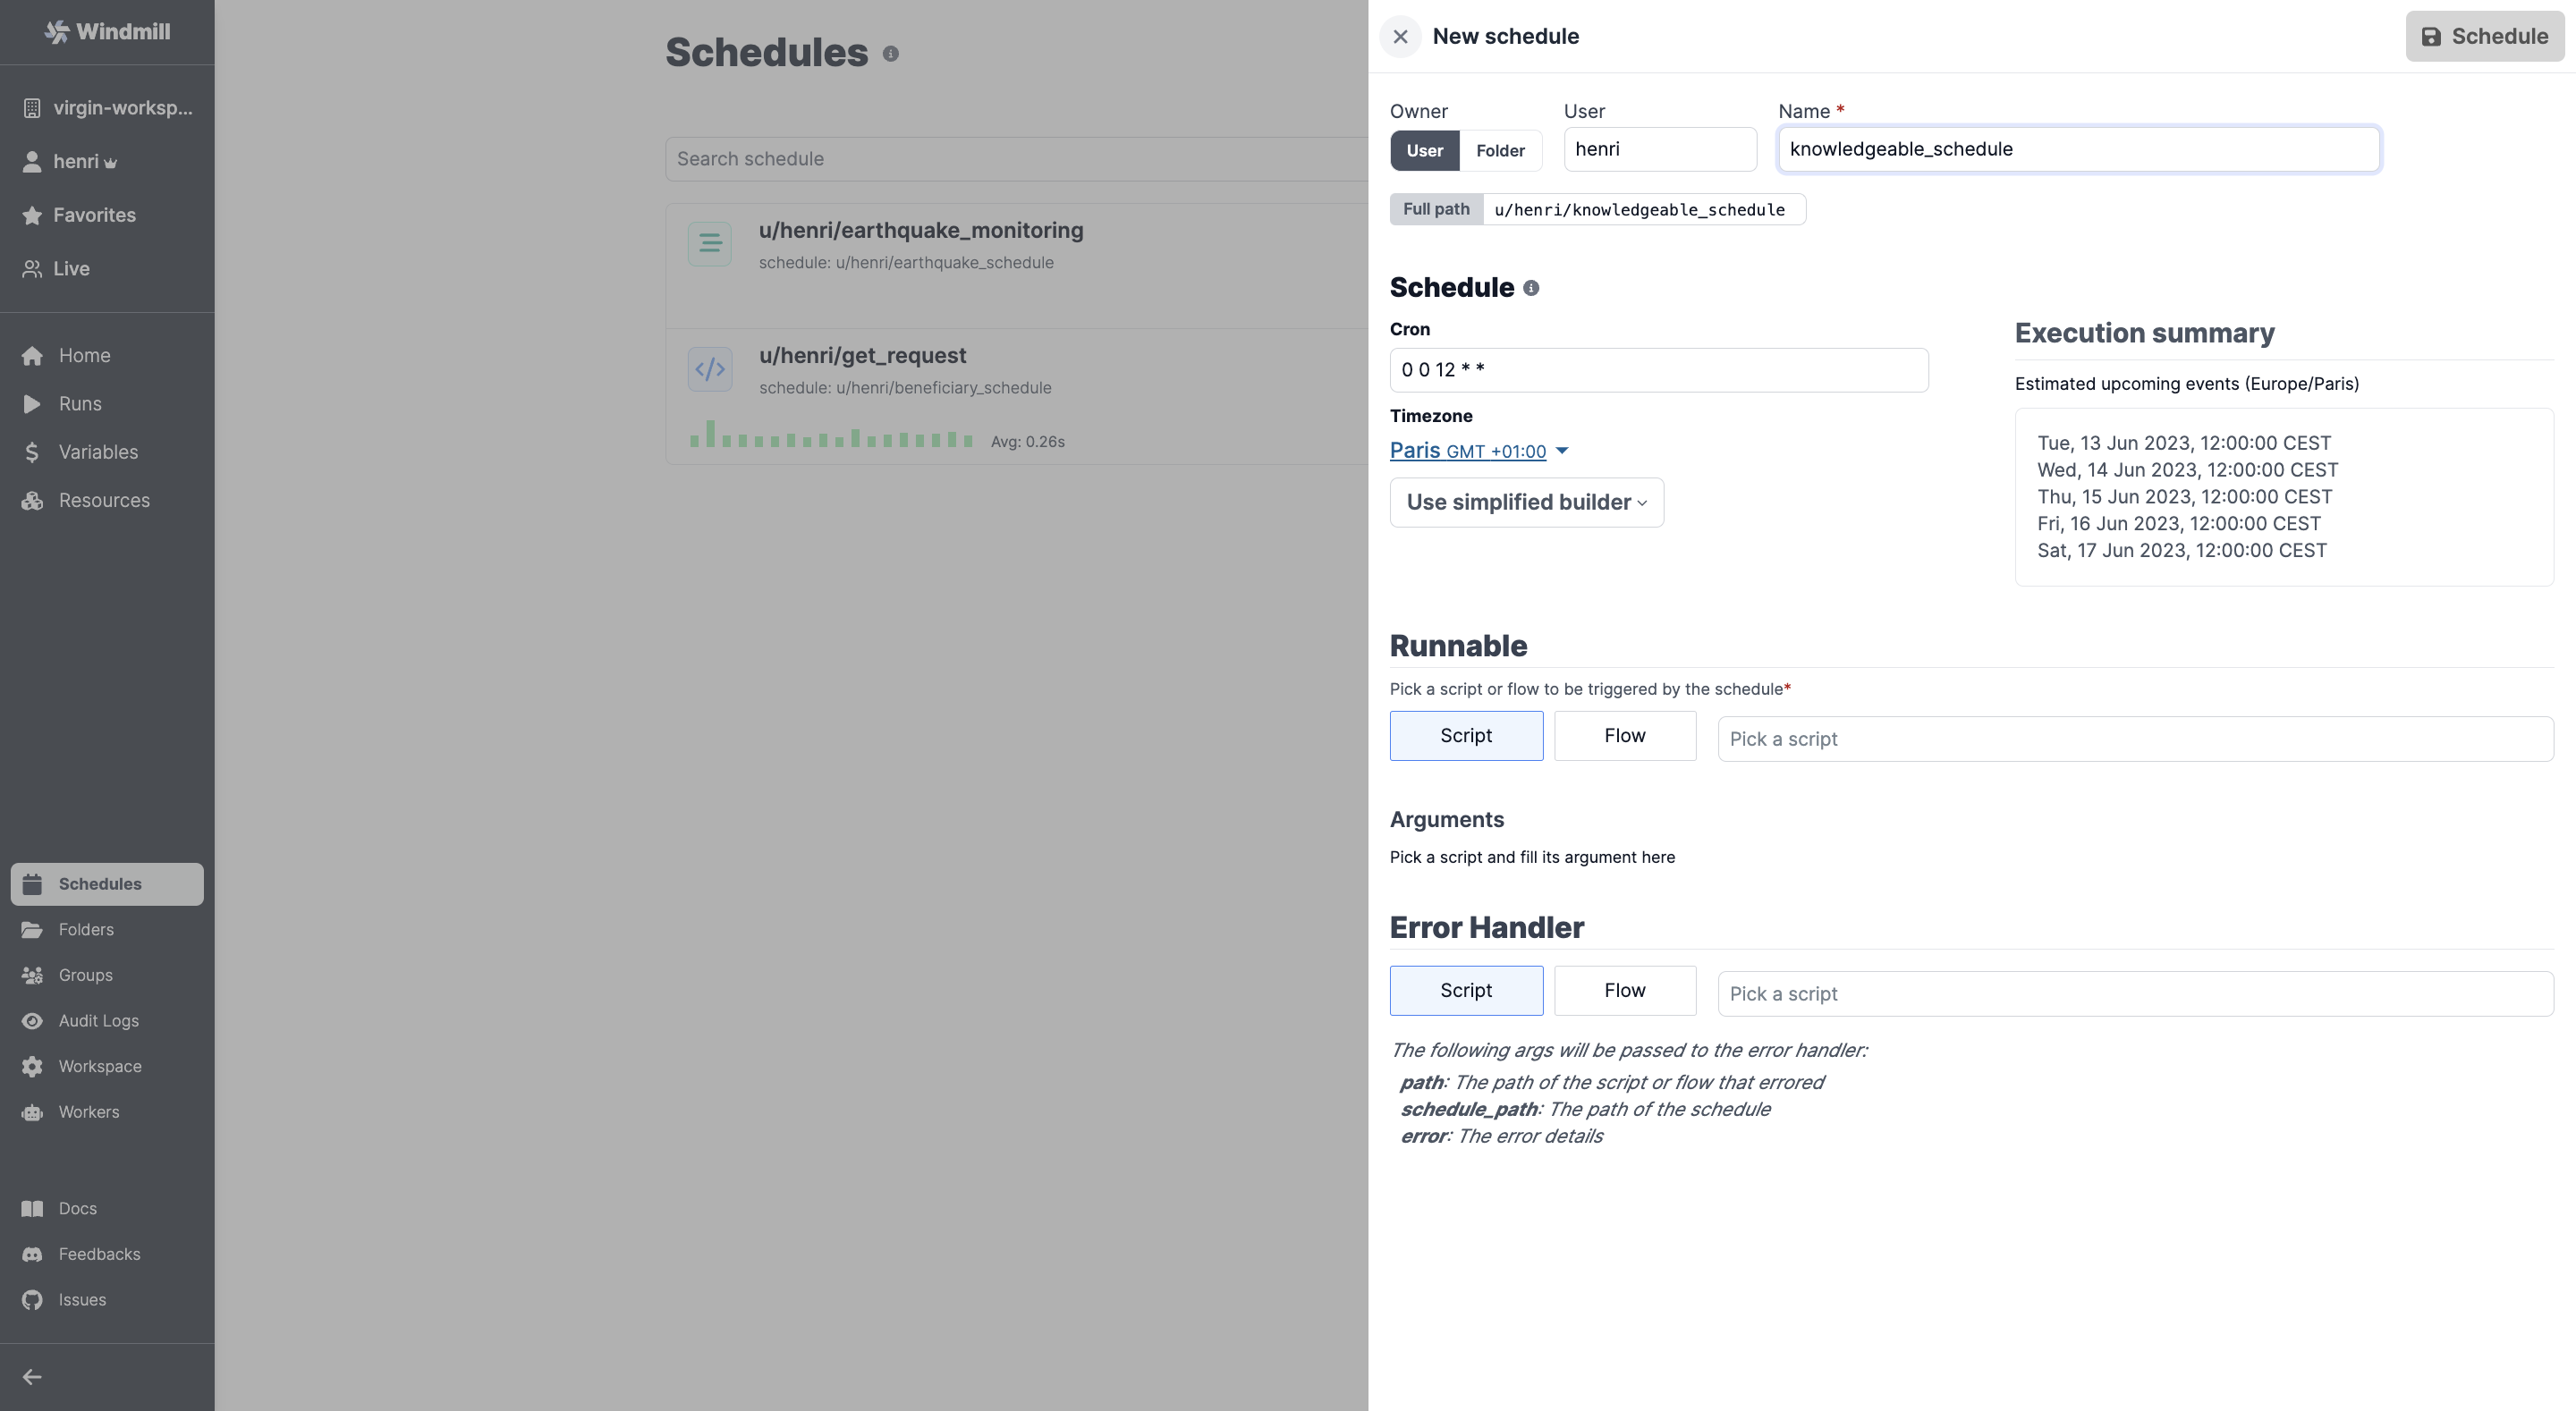 Windmill
virgin-worksp...
henri
Favorites
Live
Home
Runs
Variables
Resources
Schedules
Folders
Groups
Audit Logs
Workspace
Workers
Docs
Feedbacks
Issues
Schedules
Search schedule
u/henri/earthquake_monitoring
schedule: u/henri/earthquake_schedule
u/henri/get_request
schedule: u/henri/beneficiary_schedule
Avg: 0.26s
New schedule
Schedule
Owner
User
Name *
User
Folder
henri
knowledgeable_schedule
Full path
u/henri/knowledgeable_schedule
Schedule
Cron
0 0 12 * *
Timezone
Paris GMT +01:00
Use simplified builder
Execution summary
Estimated upcoming events (Europe/Paris)
Tue, 13 Jun 2023, 12:00:00 CEST
Wed, 14 Jun 2023, 12:00:00 CEST
Thu, 15 Jun 2023, 12:00:00 CEST
Fri, 16 Jun 2023, 12:00:00 CEST
Sat, 17 Jun 2023, 12:00:00 CEST
Runnable
Pick a script or flow to be triggered by the schedule*
Script
Flow
Pick a script
Arguments
Pick a script and fill its argument here
Error Handler
Script
Flow
Pick a script
The following args will be passed to the error handler:
path: The path of the script or flow that errored
schedule_path: The path of the schedule
error: The error details